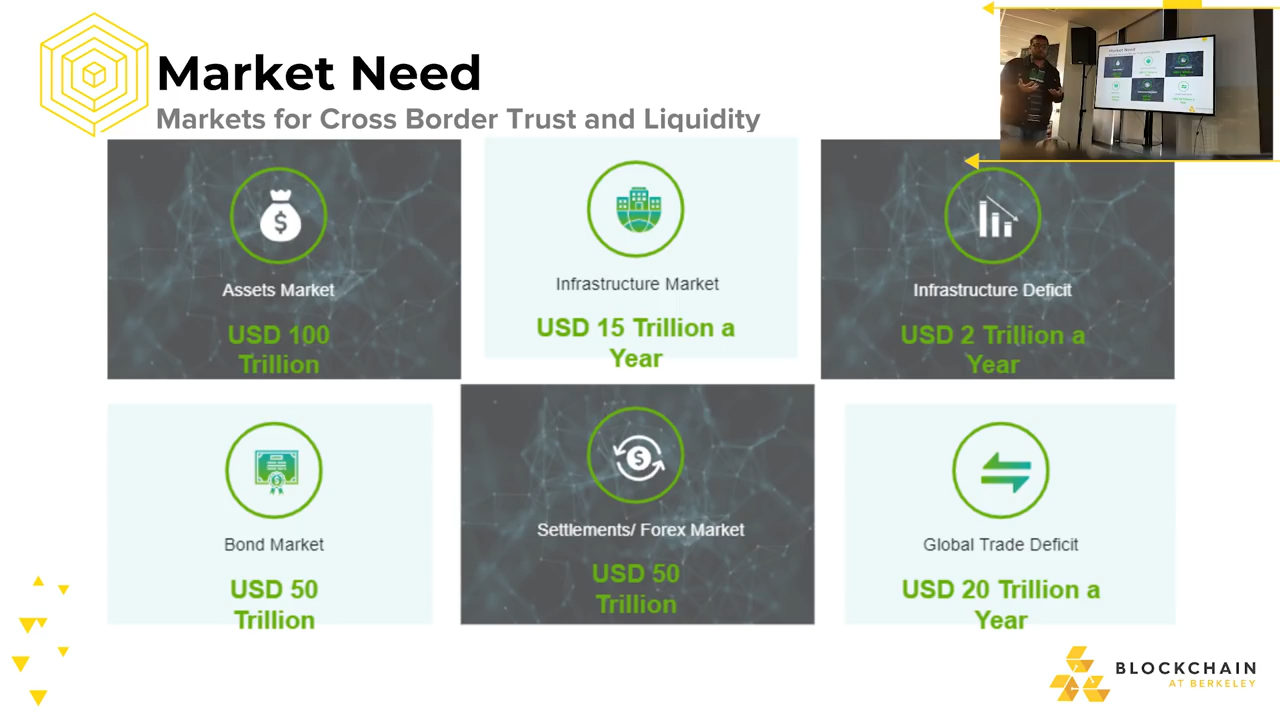 Market Need
Markets for Cross Border Trust and Liquidity
Assets Market
USD 100
Trillion
Infrastructure Market
USD 15 Trillion a
Year
Infrastructure Deficit
USD 2 Trillion a
Year
Bond Market
USD 50
Trillion
Settlements/ Forex Market
USD 50
Trillion
Global Trade Deficit
USD 20 Trillion a
Year
Market Need
BLOCKCHAIN
AT BERKELEY